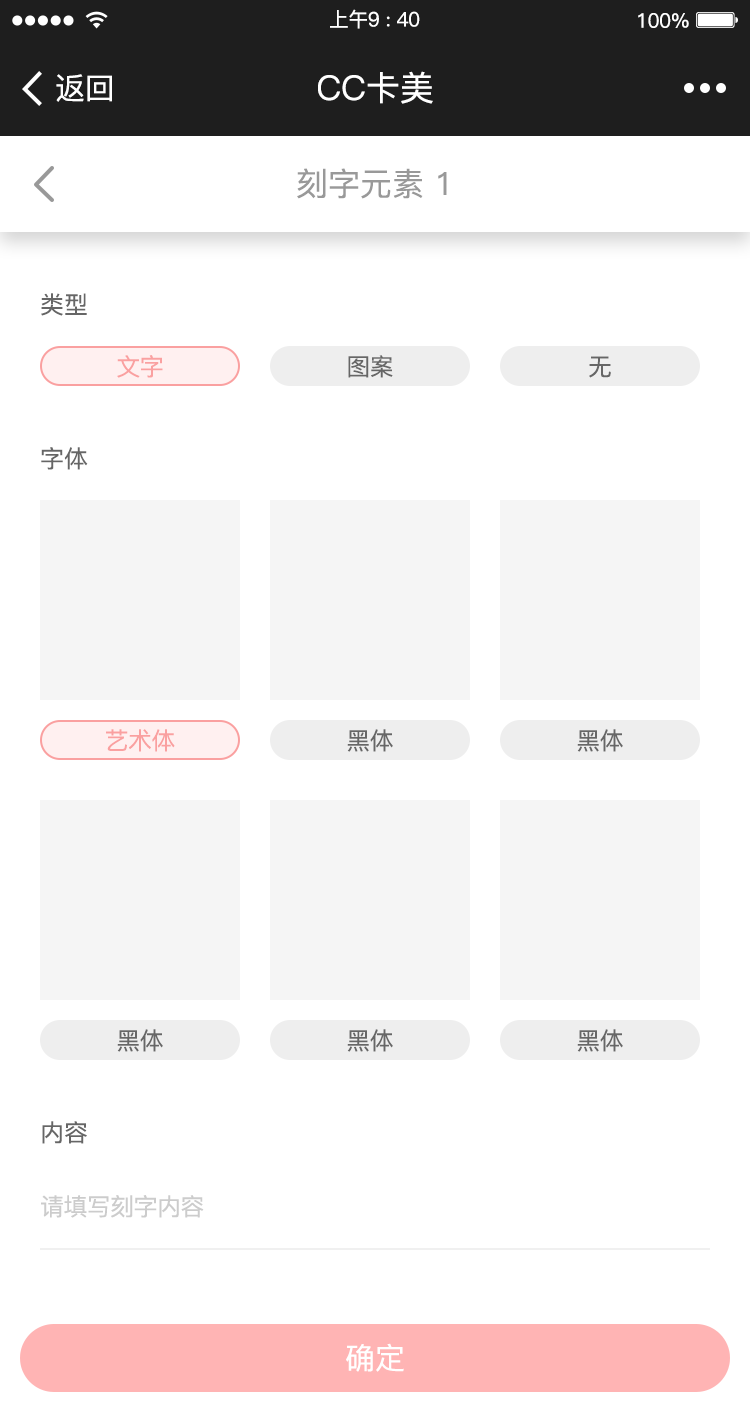 上午9 : 40 100%
返回 CC卡美
刻字元素 1
类型
文字 图案 无
字体
艺术体 黑体 黑体
黑体 黑体 黑体
内容
请填写刻字内容
确定